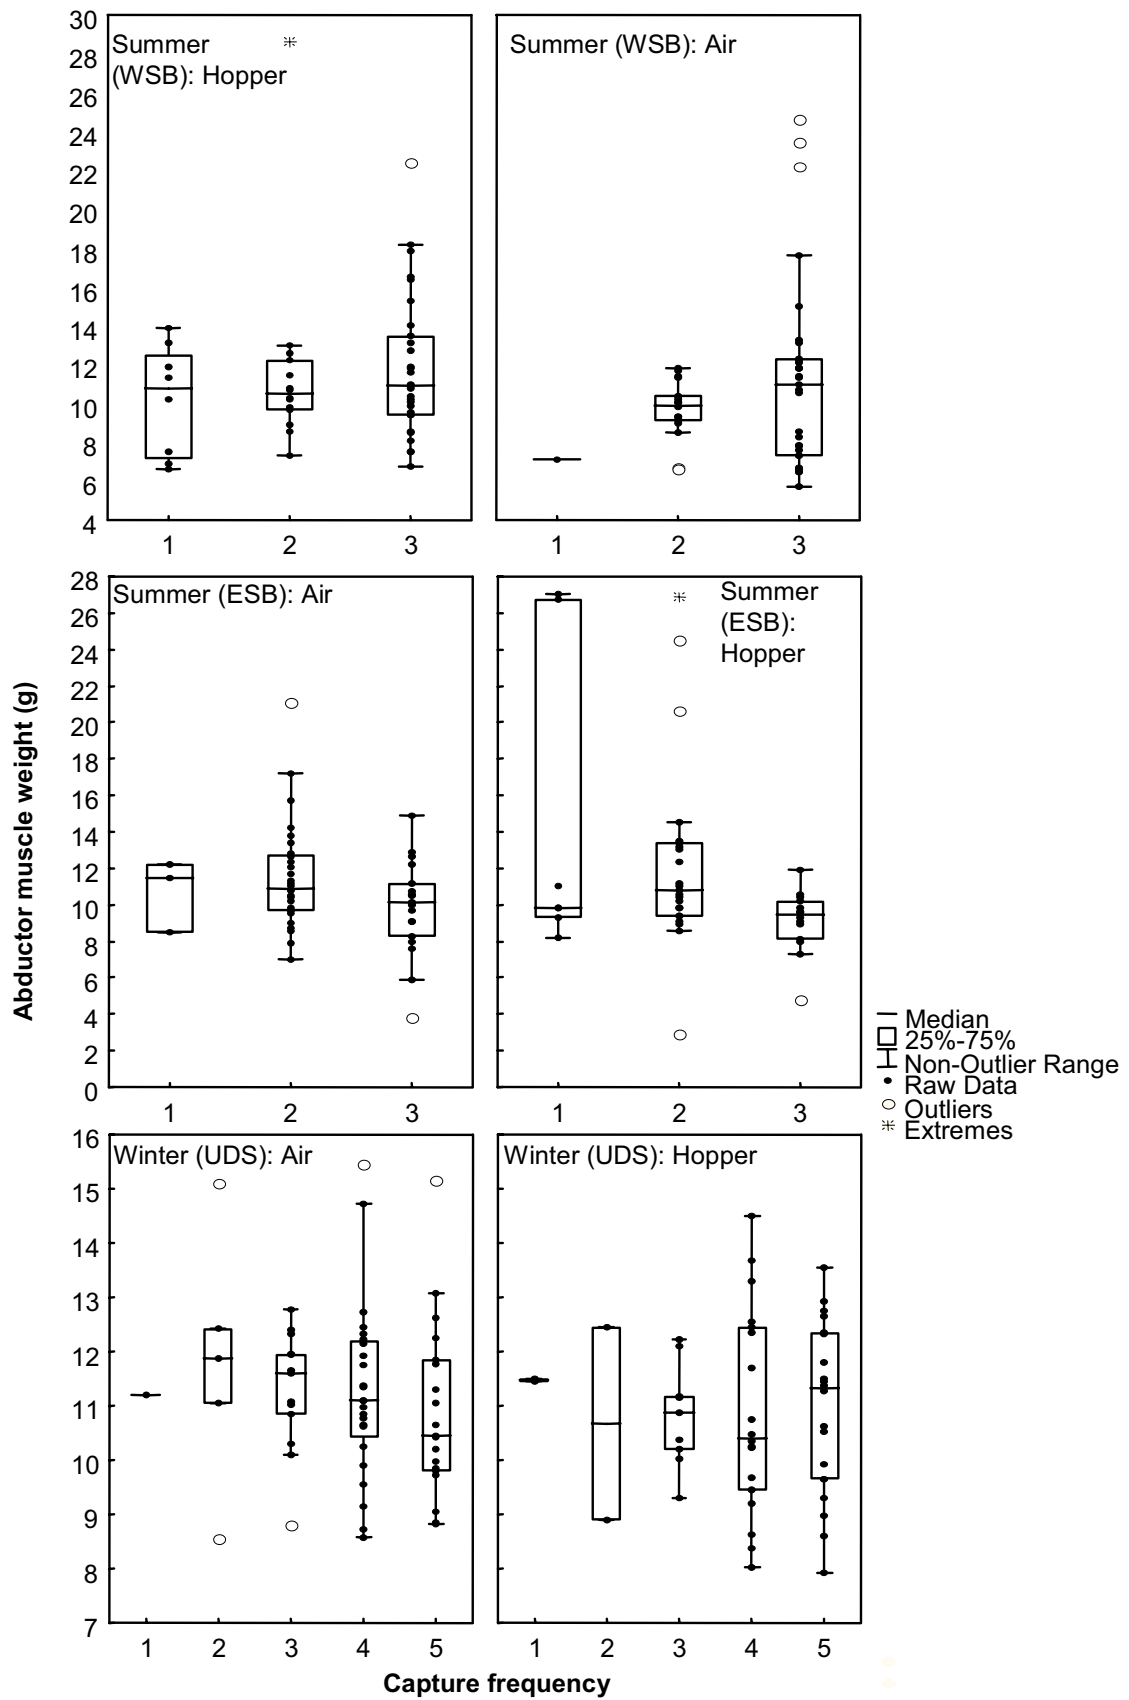 30
28
26
24
22
20
18
16
14
12
10
8
6
4
Summer
(WSB): Hopper
1 2 3
Summer (WSB): Air
1 2 3
Abductor muscle weight (g)
28
26
24
22
20
18
16
14
12
10
8
6
4
2
0
Summer (ESB): Air
1 2 3
Summer
(ESB):
Hopper
1 2 3
Median
25%-75%
Non-Outlier Range
Raw Data
Outliers
Extremes
16
15
14
13
12
11
10
9
8
7
Winter (UDS): Air
1 2 3 4 5
Winter (UDS): Hopper
1 2 3 4 5
Capture frequency